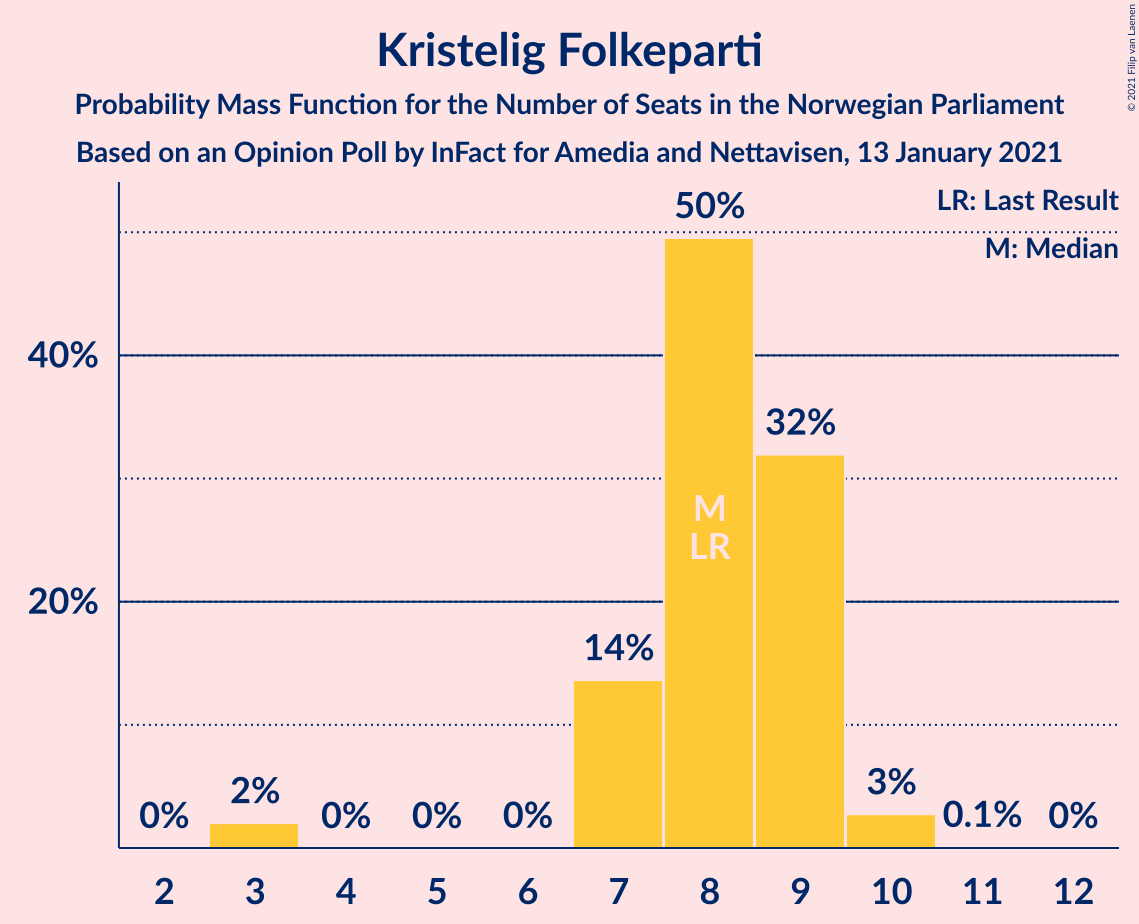 Kristelig Folkeparti
Probability Mass Function for the Number of Seats in the Norwegian Parliament
Based on an Opinion Poll by InFact for Amedia and Nettavisen, 13 January 2021
© 2021 Filip van Laenen
LR: Last Result
M: Median
40%
20%
0%
2%
0%
0%
0%
14%
50%
32%
3%
0.1%
0%
M
LR
2 3 4 5 6 7 8 9 10 11 12